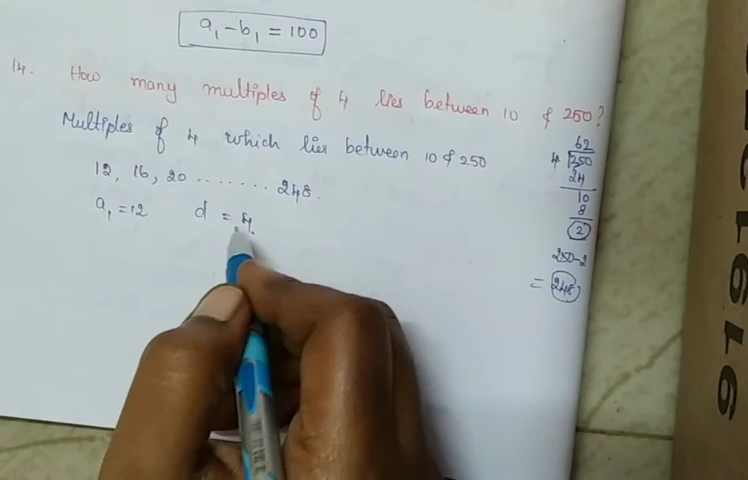 a₁-b₁ = 100
14. How many multiples of 4 lies between 10 & 250?
Multiples of 4 which lies between 10 & 250
12, 16, 20 ........ 248.
a₁ = 12 d = 4
62
4 250
24
10
8
2
250-2
= 248
9191